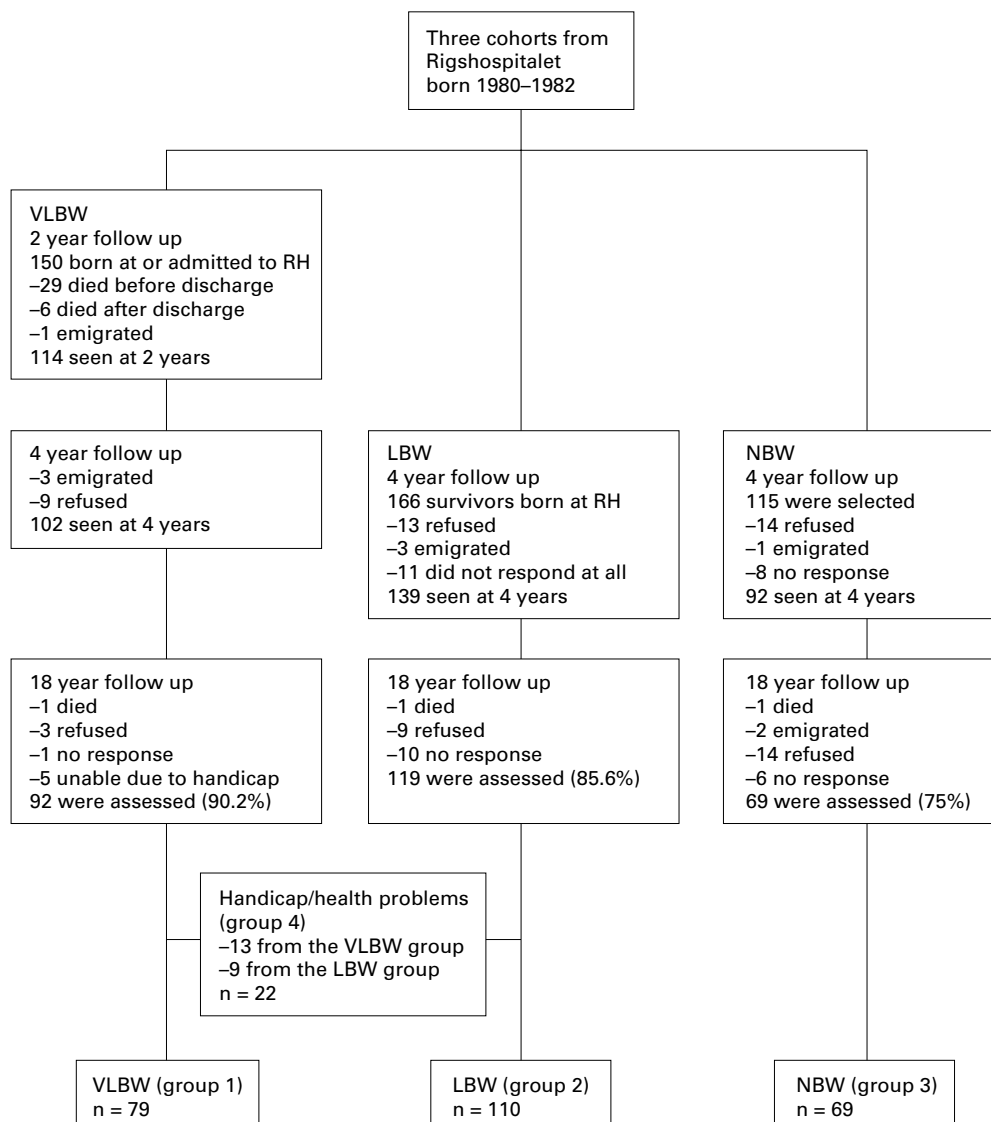 Three cohorts from
Rigshospitalet
born 1980–1982
VLBW
2 year follow up
150 born at or admitted to RH
–29 died before discharge
–6 died after discharge
–1 emigrated
114 seen at 2 years
4 year follow up
–3 emigrated
–9 refused
102 seen at 4 years
LBW
4 year follow up
166 survivors born at RH
–13 refused
–3 emigrated
–11 did not respond at all
139 seen at 4 years
NBW
4 year follow up
115 were selected
–14 refused
–1 emigrated
–8 no response
92 seen at 4 years
18 year follow up
–1 died
–3 refused
–1 no response
–5 unable due to handicap
92 were assessed (90.2%)
18 year follow up
–1 died
–9 refused
–10 no response
119 were assessed (85.6%)
18 year follow up
–1 died
–2 emigrated
–14 refused
–6 no response
69 were assessed (75%)
Handicap/health problems
(group 4)
–13 from the VLBW group
–9 from the LBW group
n = 22
VLBW (group 1)
n = 79
LBW (group 2)
n = 110
NBW (group 3)
n = 69